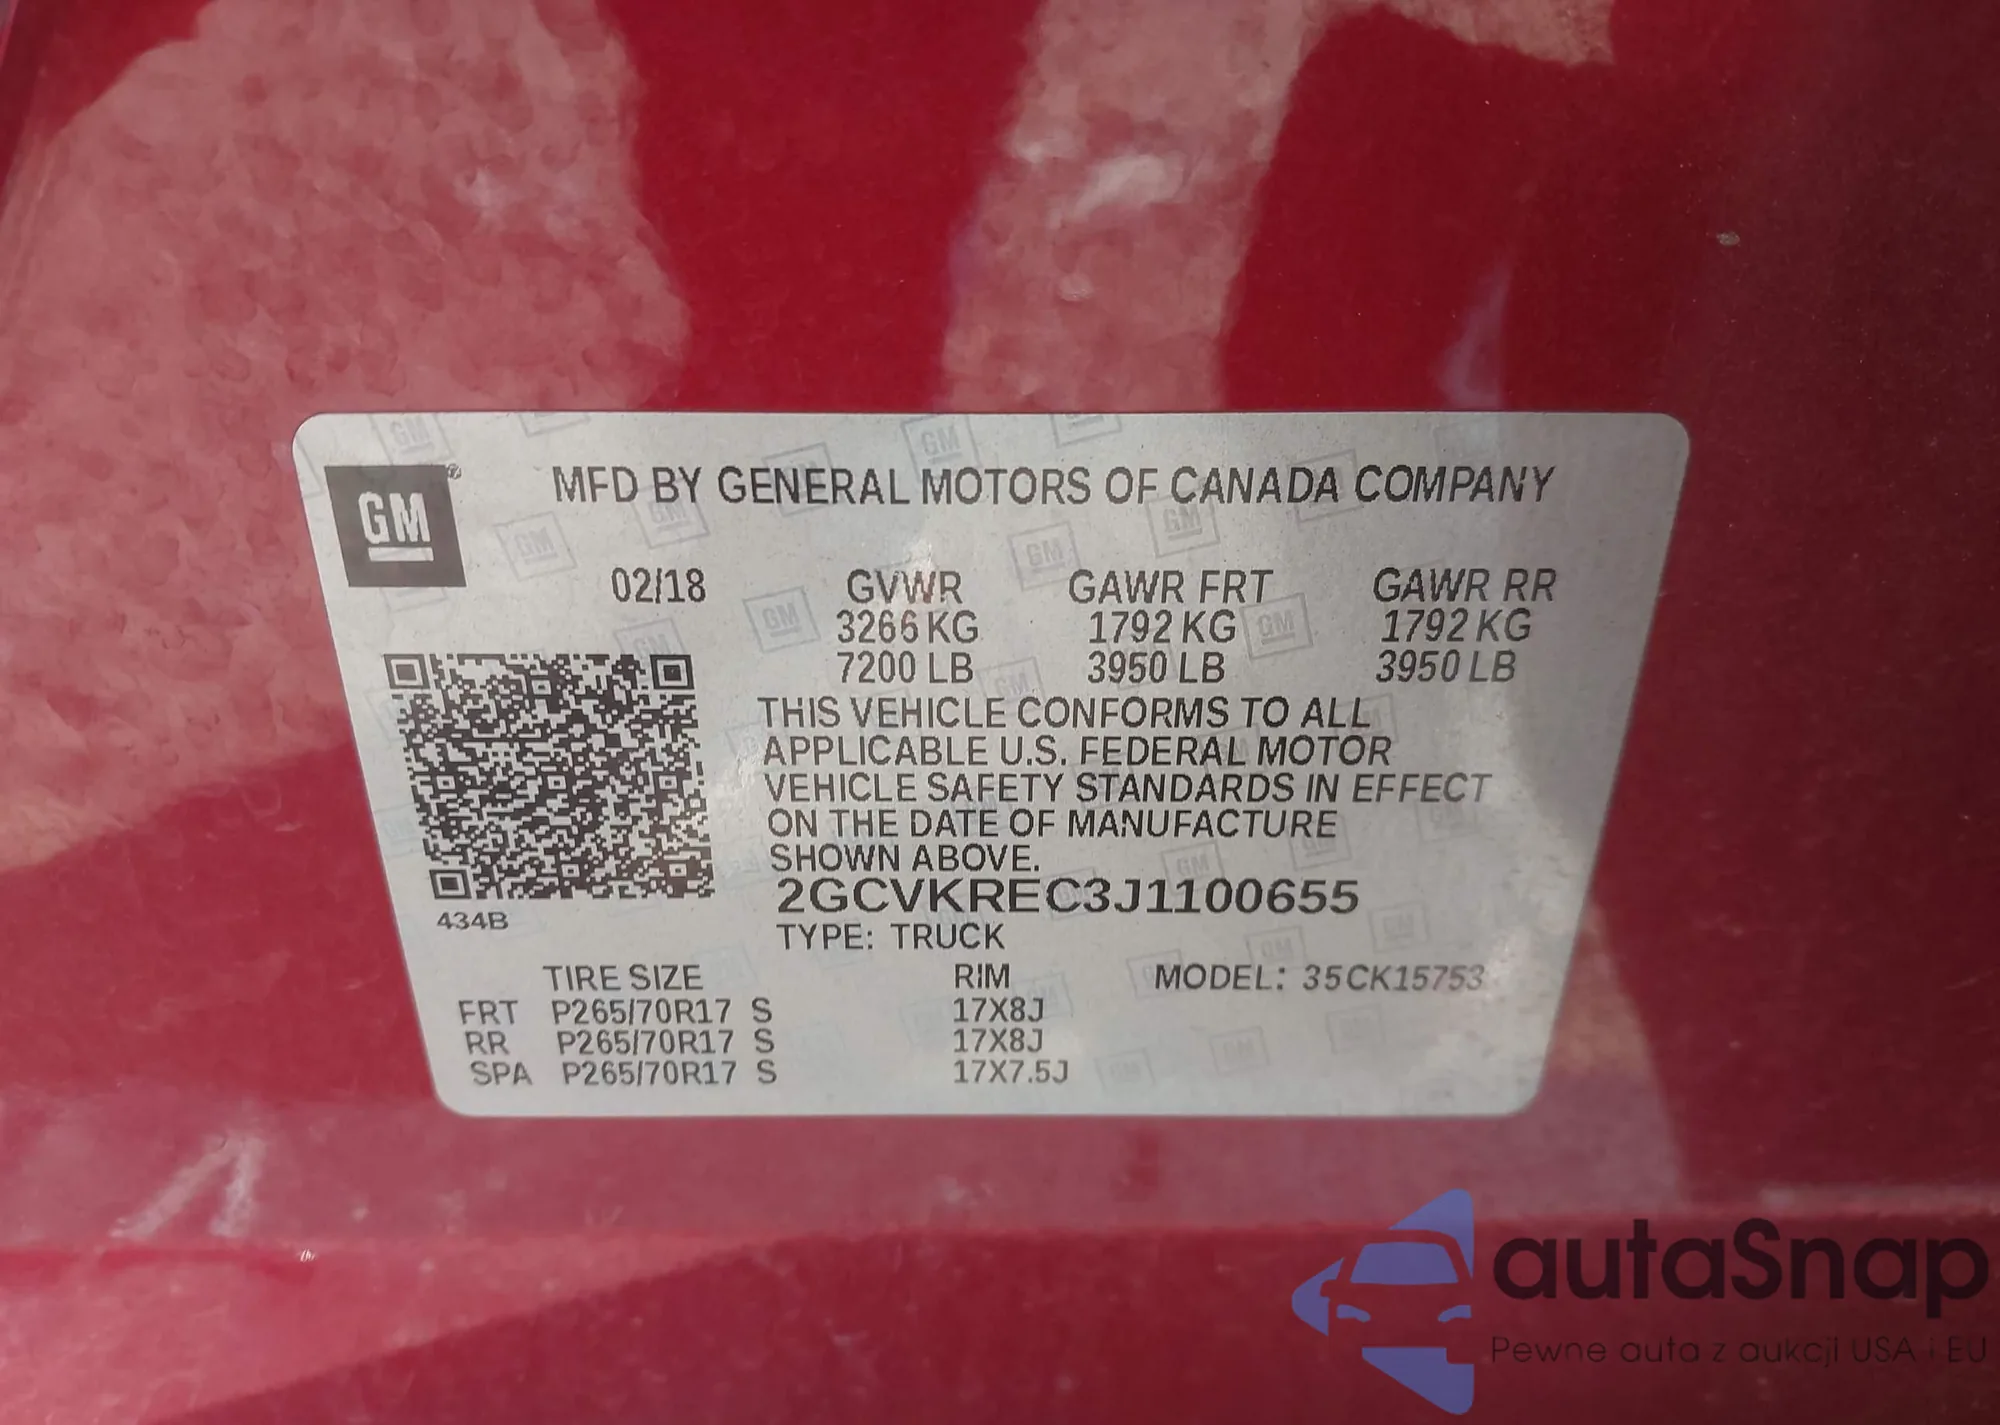 GM®
MFD BY GENERAL MOTORS OF CANADA COMPANY
02/18 GVWR GAWR FRT GAWR RR
3266 KG 1792 KG 1792 KG
7200 LB 3950 LB 3950 LB
THIS VEHICLE CONFORMS TO ALL
APPLICABLE U.S. FEDERAL MOTOR
VEHICLE SAFETY STANDARDS IN EFFECT
ON THE DATE OF MANUFACTURE
SHOWN ABOVE.
2GCVKREC3J1100655
434B
TYPE: TRUCK
TIRE SIZE RIM MODEL: 35CK15753
FRT P265/70R17 S 17X8J
RR P265/70R17 S 17X8J
SPA P265/70R17 S 17X7.5J
autaSnap
Pewne auta z aukcji USA i EU